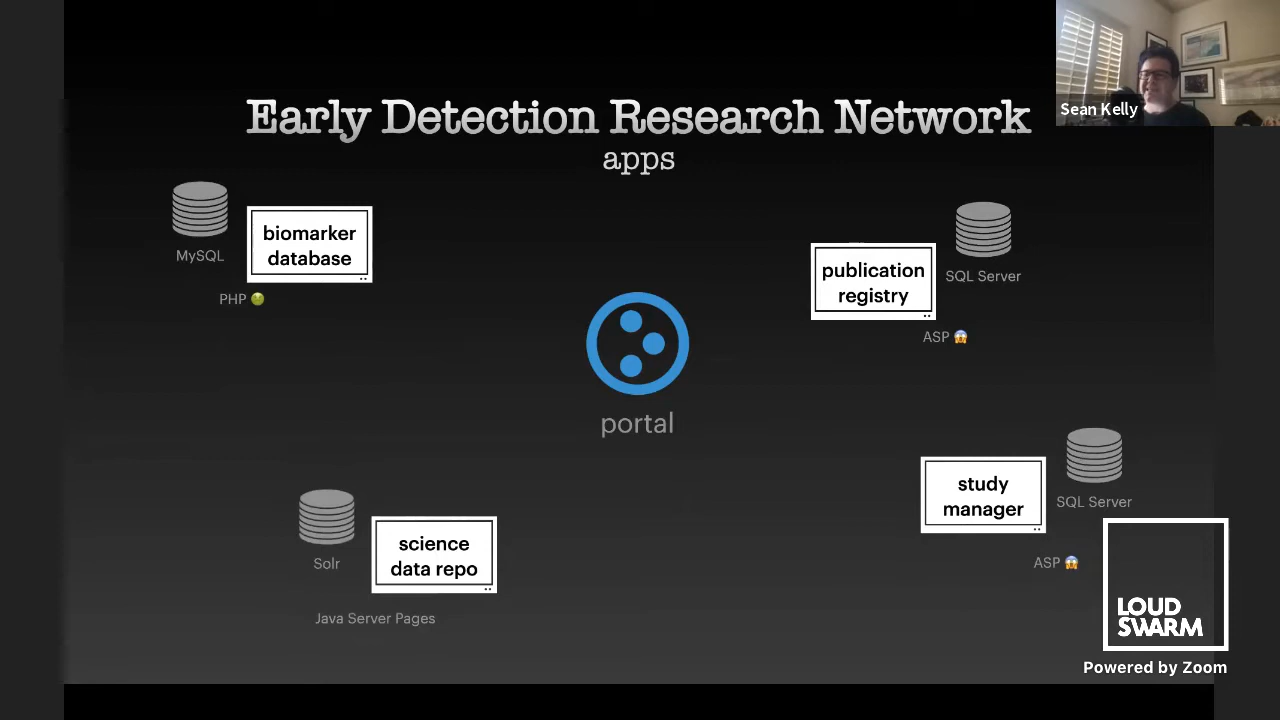 Early Detection Research Network
apps
Sean Kelly
MySQL
biomarker
database
PHP 🤢
publication
registry
SQL Server
ASP 😱
portal
study
manager
SQL Server
ASP 😱
Solr
science
data repo
Java Server Pages
LOUD
SWARM
Powered by Zoom